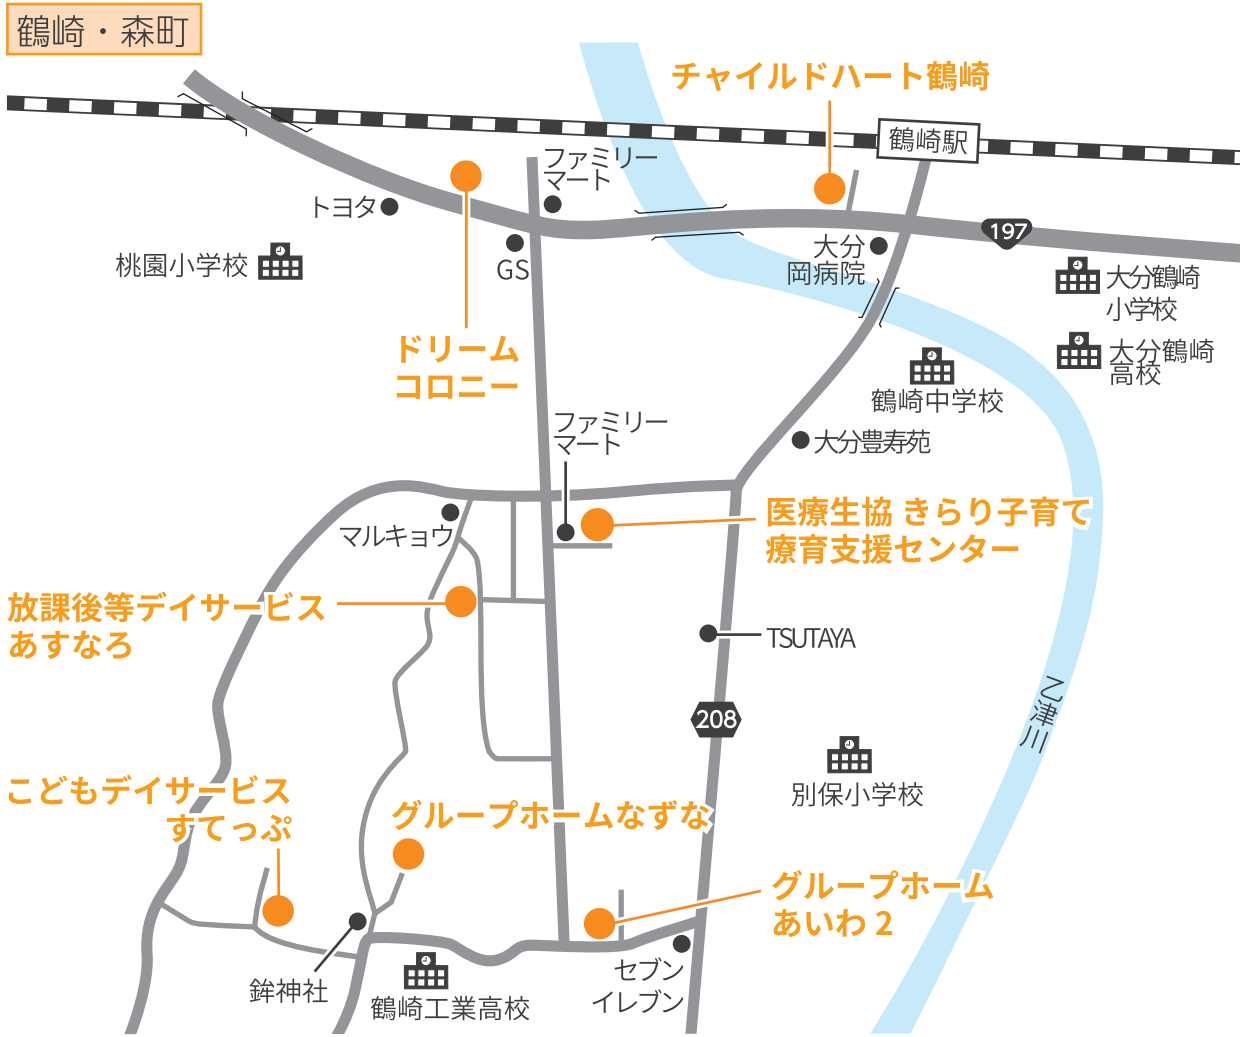 鶴崎・森町
チャイルドハート鶴崎
鶴崎駅
ファミリー
マート
トヨタ
197
大分
岡病院
GS
桃園小学校
大分鶴崎
小学校
ドリーム
コロニー
大分鶴崎
高校
鶴崎中学校
ファミリー
マート
大分豊寿苑
医療生協 きらり子育て
療育支援センター
マルキョウ
放課後等デイサービス
あすなろ
TSUTAYA
乙津川
208
こどもデイサービス
すてっぷ
別保小学校
グループホームなずな
グループホーム
あいわ 2
セブン
イレブン
鉾神社
鶴崎工業高校